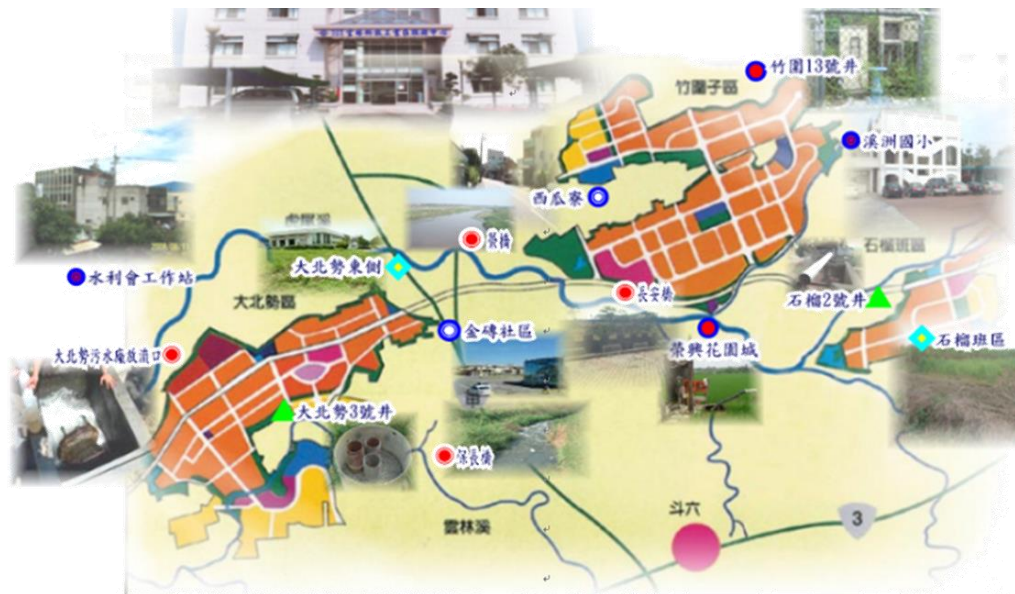 竹圍13號井
竹圍子區
溪洲國小
西瓜寮
虎尾溪
石榴班區
大北勢東側
水利會工作站
大北勢區
長安橋
石榴2號井
金磚社區
榮興花園城
石榴班區
大北勢污水廠放流口
大北勢3號井
保長橋
斗六
3
雲林溪